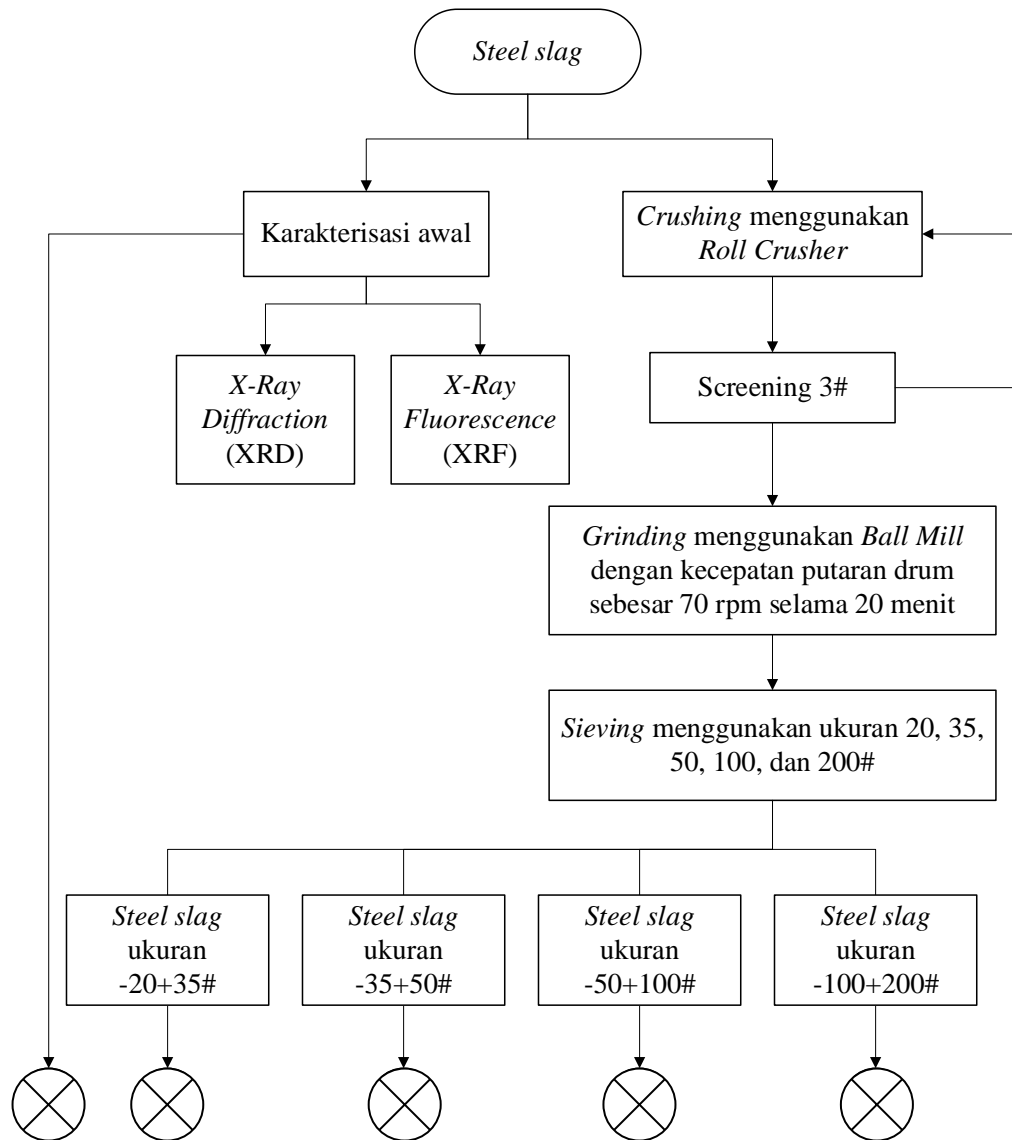 Steel slag
Karakterisasi awal
Crushing menggunakan
Roll Crusher
X-Ray
Diffraction
(XRD)
X-Ray
Fluorescence
(XRF)
Screening 3#
Grinding menggunakan Ball Mill
dengan kecepatan putaran drum
sebesar 70 rpm selama 20 menit
Sieving menggunakan ukuran 20, 35,
50, 100, dan 200#
Steel slag
ukuran
-20+35#
Steel slag
ukuran
-35+50#
Steel slag
ukuran
-50+100#
Steel slag
ukuran
-100+200#